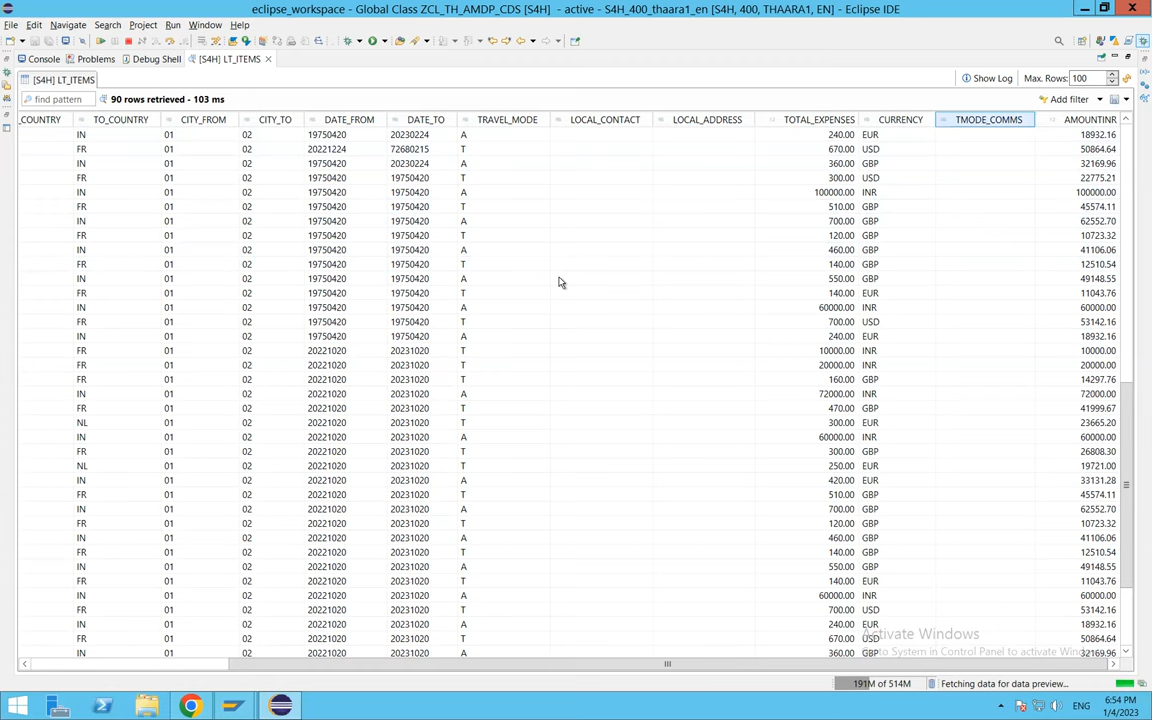 eclipse_workspace - Global Class ZCL_TH_AMDP_CDS [S4H] - active - S4H_400_thaara1_en [S4H, 400, THAARA1, EN] - Eclipse IDE
File Edit Navigate Search Project Run Window Help
Console Problems Debug Shell [S4H] LT_ITEMS
[S4H] LT_ITEMS Show Log Max. Rows: 100
find pattern 90 rows retrieved - 103 ms Add filter
_COUNTRY TO_COUNTRY CITY_FROM CITY_TO DATE_FROM DATE_TO TRAVEL_MODE LOCAL_CONTACT LOCAL_ADDRESS TOTAL_EXPENSES CURRENCY TMODE_COMMS AMOUNTINR
IN 01 02 19750420 20230224 A 240.00 EUR 18932.16
FR 01 02 20221224 72680215 T 670.00 USD 50864.64
IN 01 02 19750420 20230224 A 360.00 GBP 32169.96
FR 01 02 19750420 19750420 T 300.00 USD 22775.21
IN 01 02 19750420 19750420 A 100000.00 INR 100000.00
FR 01 02 19750420 19750420 T 510.00 GBP 45574.11
IN 01 02 19750420 19750420 A 700.00 GBP 62552.70
FR 01 02 19750420 19750420 T 120.00 GBP 10723.32
IN 01 02 19750420 19750420 A 460.00 GBP 41106.06
FR 01 02 19750420 19750420 T 140.00 GBP 12510.54
IN 01 02 19750420 19750420 A 550.00 GBP 49148.55
FR 01 02 19750420 19750420 T 140.00 EUR 11043.76
IN 01 02 19750420 19750420 A 60000.00 INR 60000.00
FR 01 02 19750420 19750420 T 700.00 USD 53142.16
IN 01 02 19750420 19750420 A 240.00 EUR 18932.16
FR 01 02 20221020 20231020 T 10000.00 INR 10000.00
FR 01 02 20221020 20231020 T 20000.00 INR 20000.00
FR 01 02 20221020 20231020 T 160.00 GBP 14297.76
IN 01 02 20221020 20231020 A 72000.00 INR 72000.00
FR 01 02 20221020 20231020 T 470.00 GBP 41999.67
NL 01 02 20221020 20231020 T 300.00 EUR 23665.20
IN 01 02 20221020 20231020 A 60000.00 INR 60000.00
FR 01 02 20221020 20231020 T 300.00 GBP 26808.30
NL 01 02 20221020 20231020 T 250.00 EUR 19721.00
IN 01 02 20221020 20231020 A 420.00 EUR 33131.28
FR 01 02 20221020 20231020 T 510.00 GBP 45574.11
IN 01 02 20221020 20231020 A 700.00 GBP 62552.70
FR 01 02 20221020 20231020 T 120.00 GBP 10723.32
IN 01 02 20221020 20231020 A 460.00 GBP 41106.06
FR 01 02 20221020 20231020 T 140.00 GBP 12510.54
IN 01 02 20221020 20231020 A 550.00 GBP 49148.55
FR 01 02 20221020 20231020 T 140.00 EUR 11043.76
IN 01 02 20221020 20231020 A 60000.00 INR 60000.00
FR 01 02 20221020 20231020 T 700.00 USD 53142.16
IN 01 02 20221020 20231020 A 240.00 EUR 18932.16
FR 01 02 20221020 20231020 T 670.00 USD 50864.64
IN 01 02 20221020 20231020 A 360.00 GBP 32169.96
Activate Windows
to System in Control Panel to activate
191M of 514M Fetching data for data preview...
ENG 6:54 PM
1/4/2023